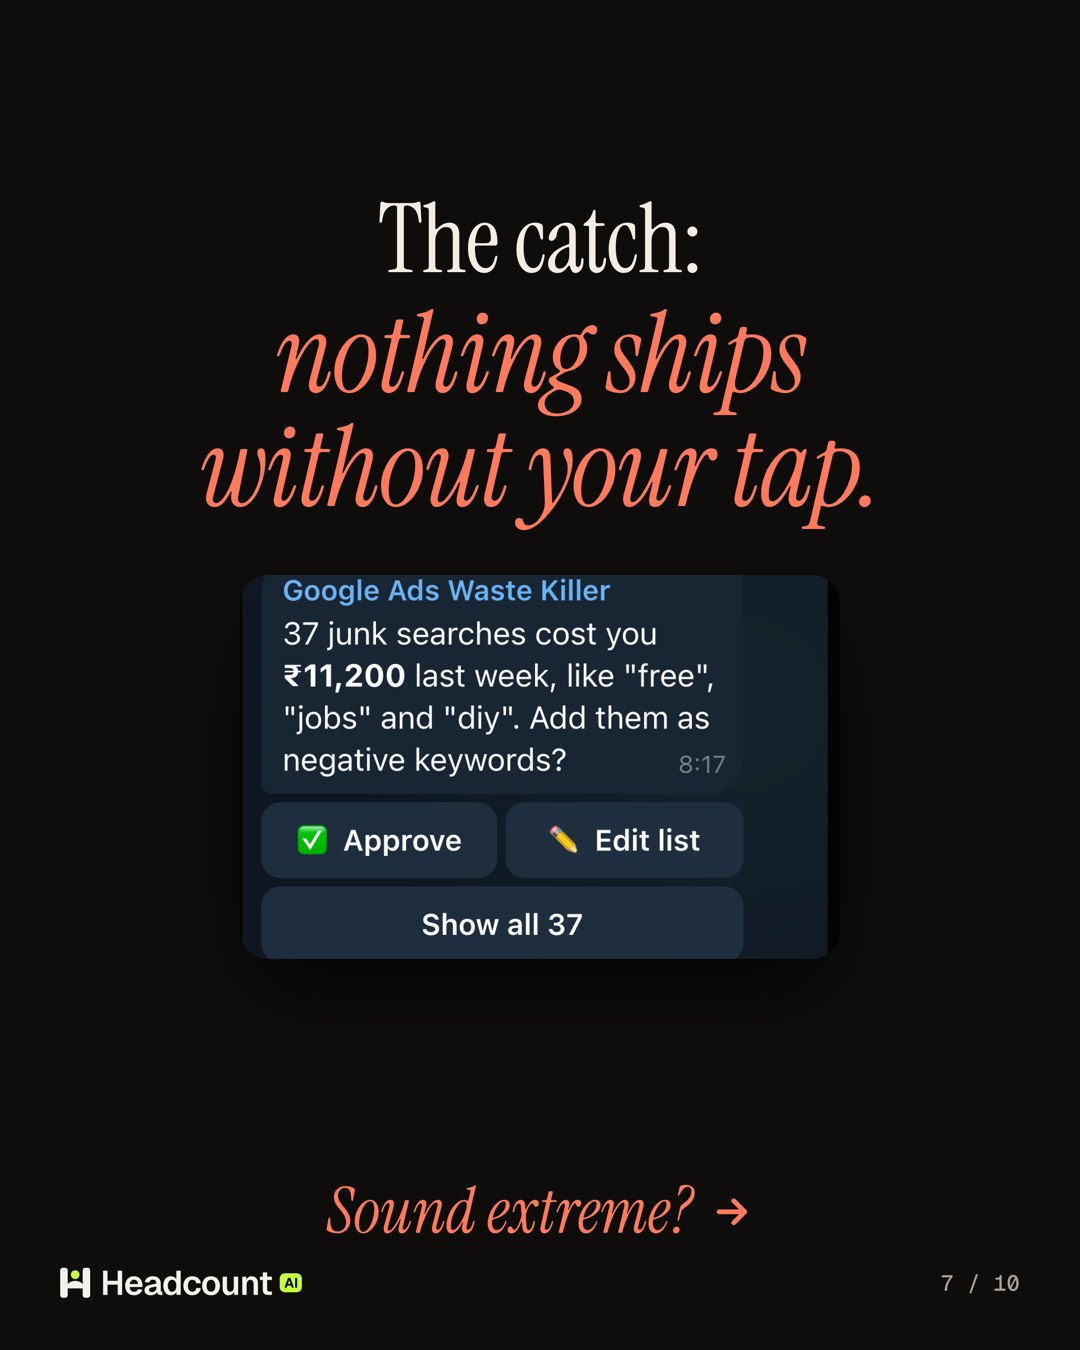 The catch:
nothing ships
without your tap.
Google Ads Waste Killer
37 junk searches cost you
₹11,200 last week, like "free",
"jobs" and "diy". Add them as
negative keywords?
8:17
✅ Approve
✏️ Edit list
Show all 37
Sound extreme? →
Headcount AI
7 / 10